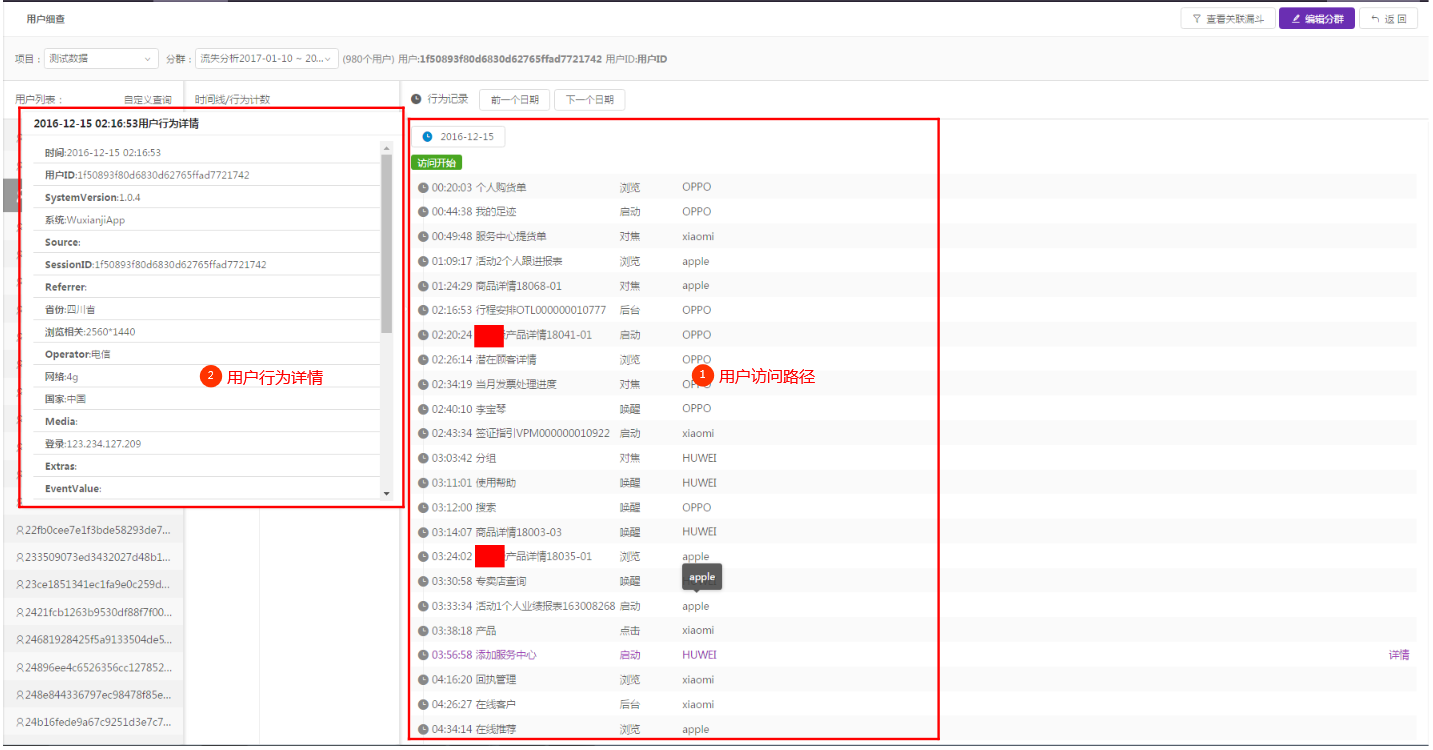 用户细查
查看关联漏斗 编辑分群 返回
项目： 测试数据 分群： 流失分析2017-01-10 ~ 20... (980个用户) 用户:1f50893f80d6830d62765ffad7721742 用户ID:用户ID
用户列表： 自定义查询 时间线/行为计数 行为记录 前一个日期 下一个日期
2016-12-15 02:16:53用户行为详情
时间:2016-12-15 02:16:53
用户ID:1f50893f80d6830d62765ffad7721742
SystemVersion:1.0.4
系统:WuxianjiApp
Source:
SessionID:1f50893f80d6830d62765ffad7721742
Referrer:
省份:四川省
浏览相关:2560*1440
Operator:电信
网络:4g
国家:中国
Media:
登录:123.234.127.209
Extras:
EventValue:
2 用户行为详情
22fb0cee7e1f3bde58293de7...
233509073ed3432027d48b1...
23ce1851341ec1fa9e0c259d...
2421fcb1263b9530df88f7f00...
24681928425f5a9133504de5...
24896ee4c6526356cc127852...
248e844336797ec98478f85e...
24b16fede9a67c9251d3e7c7...
2016-12-15
访问开始
00:20:03 个人购货单 浏览 OPPO
00:44:38 我的足迹 启动 OPPO
00:49:48 服务中心提货单 对焦 xiaomi
01:09:17 活动2个人跟进报表 浏览 apple
01:24:29 商品详情18068-01 对焦 apple
02:16:53 行程安排OTL000000010777 后台 OPPO
02:20:24 产品详情18041-01 启动 OPPO
02:26:14 潜在顾客详情 浏览 OPPO
02:34:19 当月发票处理进度 对焦 OPPO
1 用户访问路径
02:40:10 李宝琴 唤醒 OPPO
02:43:34 签证指引VPM000000010922 启动 xiaomi
03:03:42 分组 对焦 HUWEI
03:11:01 使用帮助 唤醒 HUWEI
03:12:00 搜索 唤醒 OPPO
03:14:07 商品详情18003-03 唤醒 HUWEI
03:24:02 产品详情18035-01 浏览 apple
03:30:58 专卖店查询 唤醒
apple
03:33:34 活动1个人业绩报表163008268 启动 apple
03:38:18 产品 点击 xiaomi
03:56:58 添加服务中心 启动 HUWEI 详情
04:16:20 回执管理 浏览 xiaomi
04:26:27 在线客户 后台 xiaomi
04:34:14 在线推荐 浏览 apple